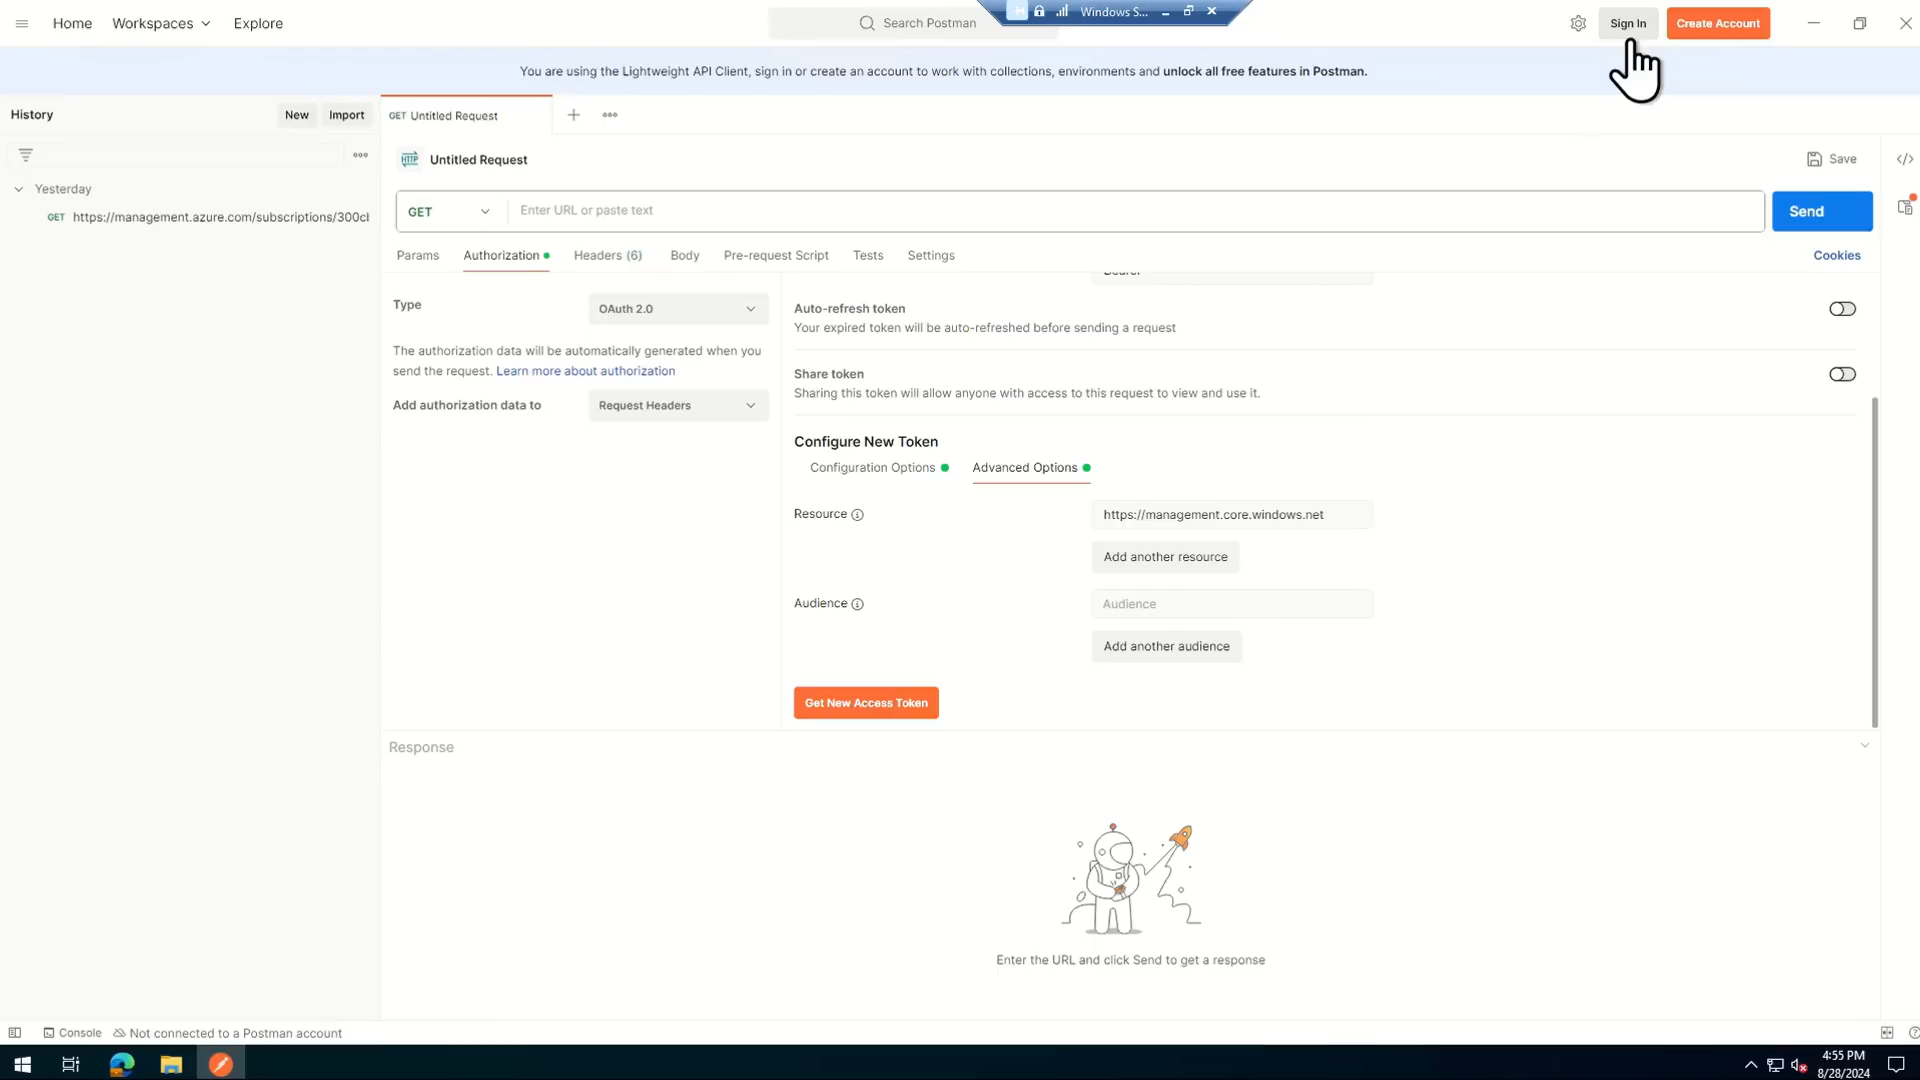 Home
Workspaces
Explore
Search Postman
Windows S...
Sign In
Create Account
You are using the Lightweight API Client, sign in or create an account to work with collections, environments and unlock all free features in Postman.
History
New
Import
GET Untitled Request
HTTP
Untitled Request
Save
Yesterday
GET https://management.azure.com/subscriptions/300cl
GET
Enter URL or paste text
Send
Params
Authorization
Headers (6)
Body
Pre-request Script
Tests
Settings
Cookies
Bearer
Type
OAuth 2.0
The authorization data will be automatically generated when you
send the request. Learn more about authorization
Add authorization data to
Request Headers
Auto-refresh token
Your expired token will be auto-refreshed before sending a request
Share token
Sharing this token will allow anyone with access to this request to view and use it.
Configure New Token
Configuration Options
Advanced Options
Resource
https://management.core.windows.net
Add another resource
Audience
Audience
Add another audience
Get New Access Token
Response
Enter the URL and click Send to get a response
Console
Not connected to a Postman account
4:55 PM
8/28/2024